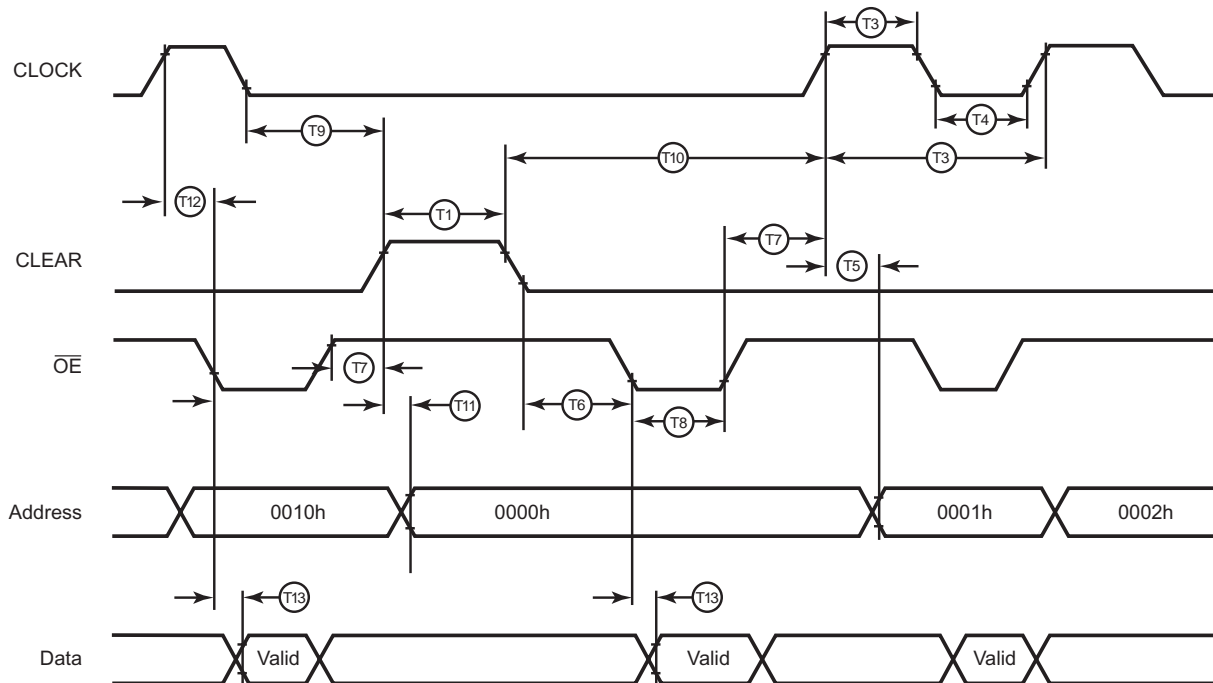 T3
CLOCK
T4
T9
T10
T3
T12
T1
T7
CLEAR
T5
OE
T7
T11
T6
T8
Address
0010h
0000h
0001h
0002h
T13
T13
Data
Valid
Valid
Valid